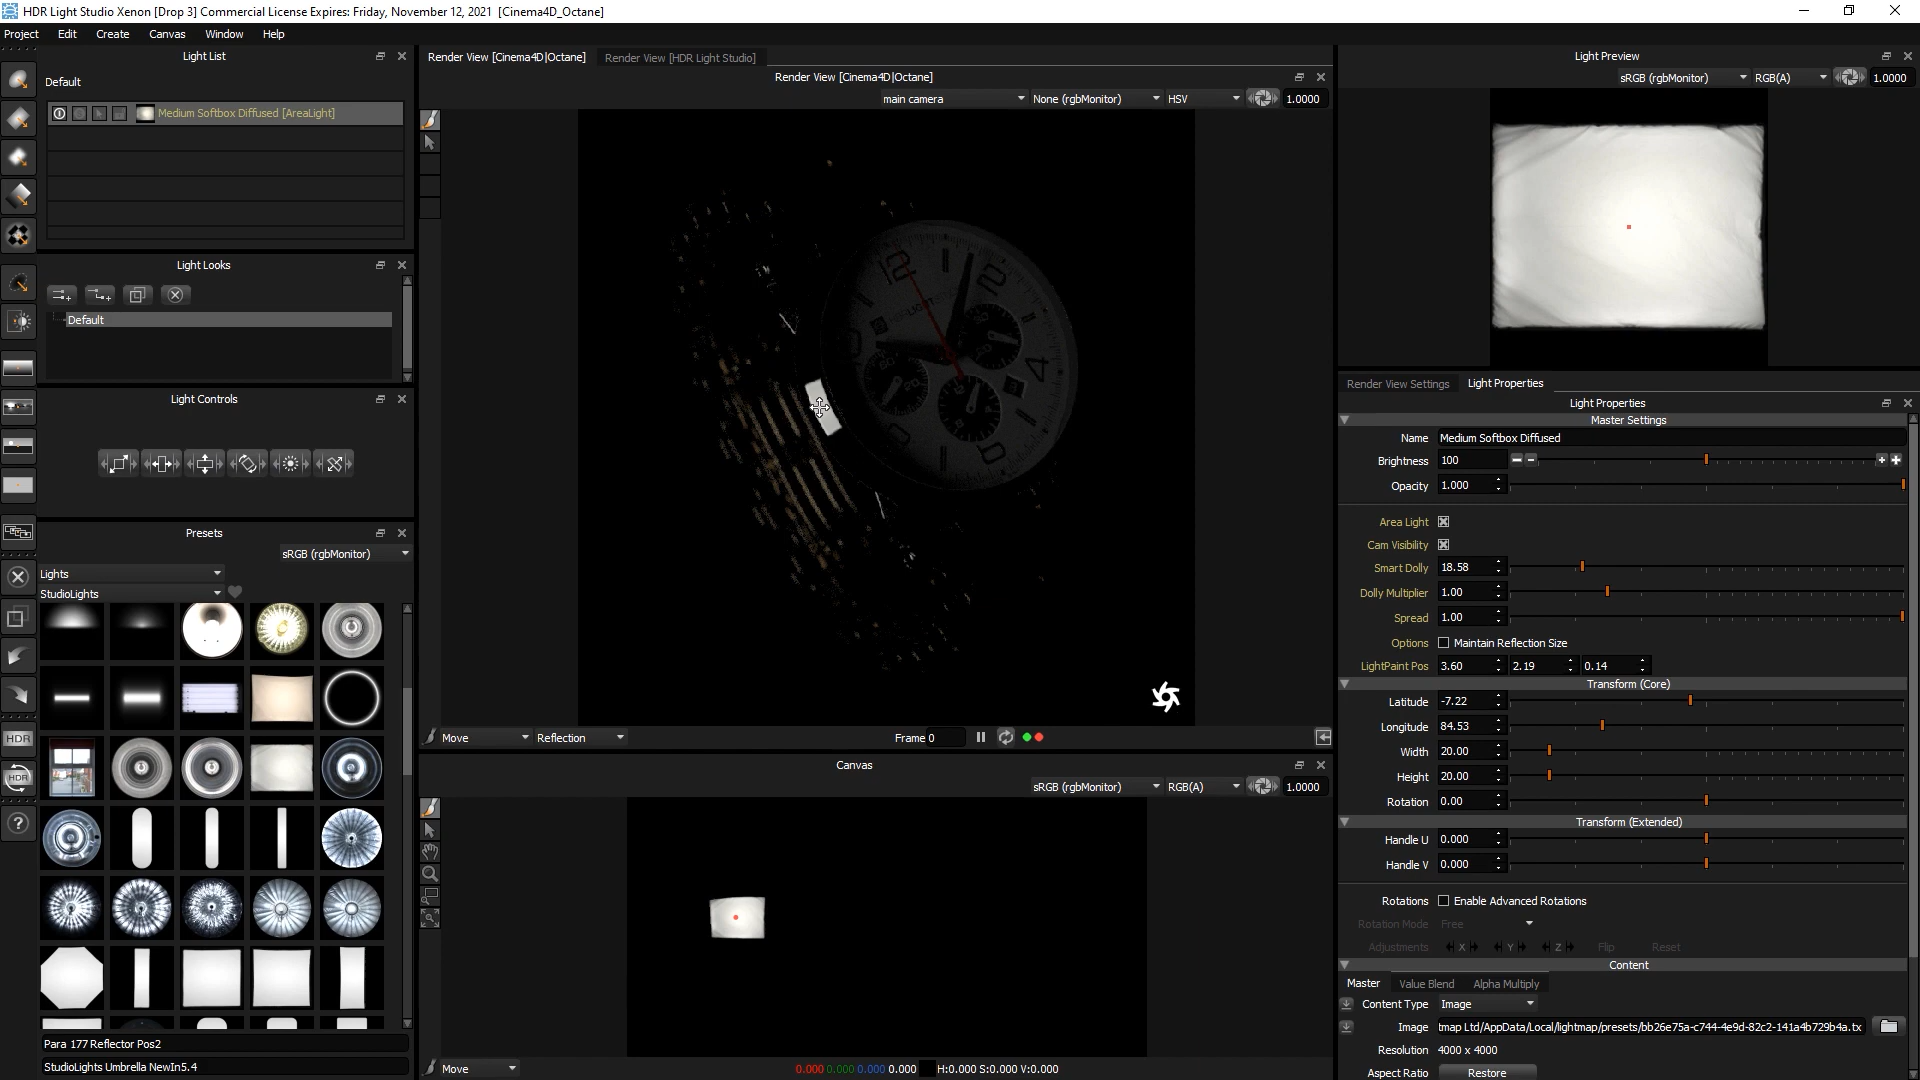 HDR Light Studio Xenon [Drop 3] Commercial License Expires: Friday, November 12, 2021 [Cinema4D_Octane]
Project Edit Create Canvas Window Help
Light List
Default
Medium Softbox Diffused [AreaLight]
Light Looks
Default
Light Controls
Presets
sRGB (rgbMonitor)
Lights
StudioLights
HDR
HDR
Para 177 Reflector Pos2
StudioLights Umbrella NewIn5.4
Render View [Cinema4D|Octane] Render View [HDR Light Studio]
Render View [Cinema4D|Octane]
main camera None (rgbMonitor) HSV 1.0000
Move Reflection Frame 0
Canvas
sRGB (rgbMonitor) RGB(A) 1.0000
Move 0.000 0.000 0.000 0.000 H:0.000 S:0.000 V:0.000
Light Preview
sRGB (rgbMonitor) RGB(A) 1.0000
Render View Settings Light Properties
Light Properties
Master Settings
Name Medium Softbox Diffused
Brightness 100
Opacity 1.000
Area Light
Cam Visibility
Smart Dolly 18.58
Dolly Multiplier 1.00
Spread 1.00
Options Maintain Reflection Size
LightPaint Pos 3.60 2.19 0.14
Transform (Core)
Latitude -7.22
Longitude 84.53
Width 20.00
Height 20.00
Rotation 0.00
Transform (Extended)
Handle U 0.000
Handle V 0.000
Rotations Enable Advanced Rotations
Rotation Mode Free
Adjustments X Y Z Flip Reset
Content
Master Value Blend Alpha Multiply
Content Type Image
Image tmap Ltd/AppData/Local/lightmap/presets/bb26e75a-c744-4e9d-82c2-141a4b729b4a.tx
Resolution 4000 x 4000
Aspect Ratio Restore